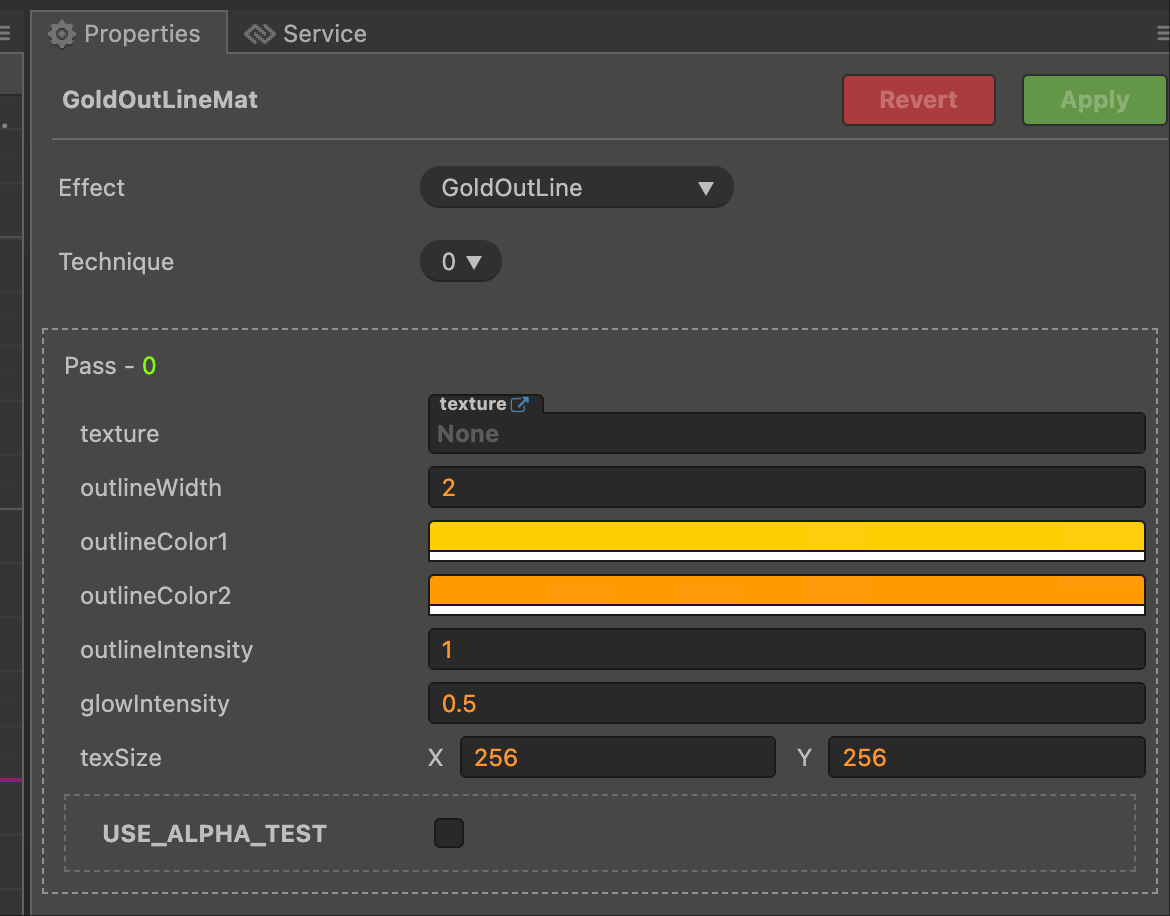 Properties
Service
GoldOutLineMat
Revert
Apply
Effect
GoldOutLine
Technique
0
Pass - 0
texture
texture
None
outlineWidth
2
outlineColor1
outlineColor2
outlineIntensity
1
glowIntensity
0.5
texSize
X
256
Y
256
USE_ALPHA_TEST